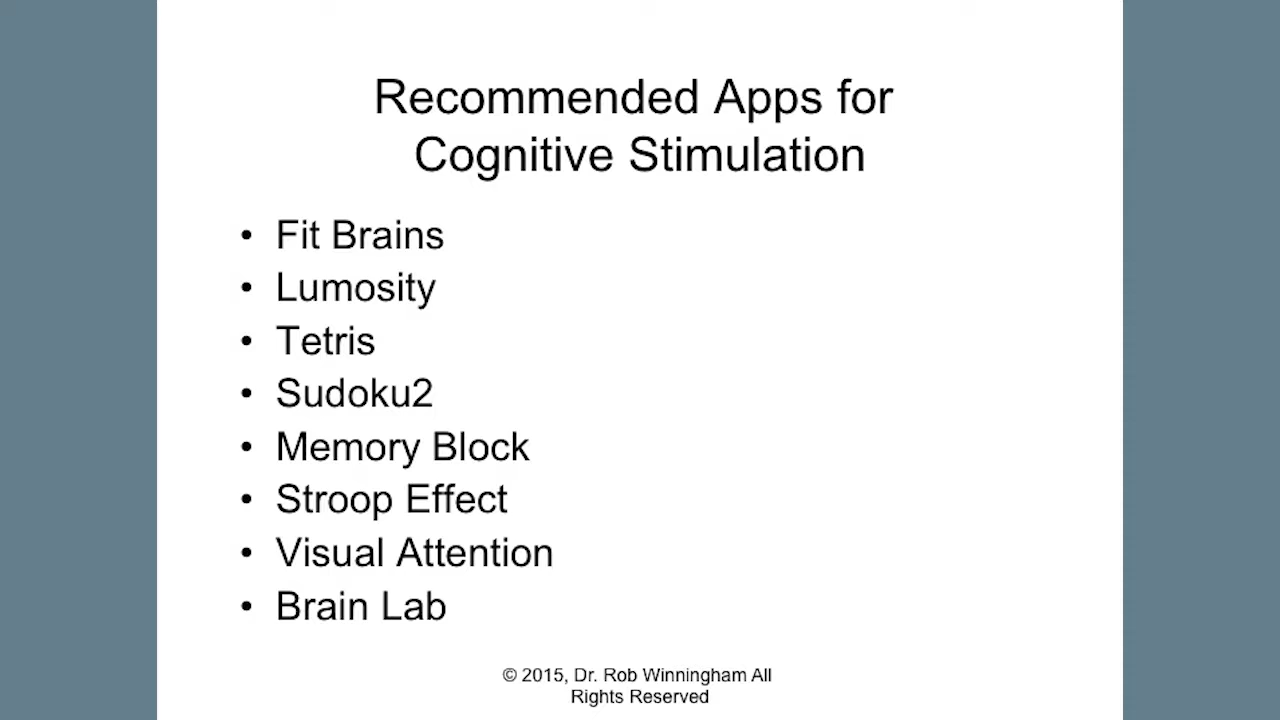 Recommended Apps for
Cognitive Stimulation
• Fit Brains
• Lumosity
• Tetris
• Sudoku2
• Memory Block
• Stroop Effect
• Visual Attention
• Brain Lab
© 2015, Dr. Rob Winningham All
Rights Reserved